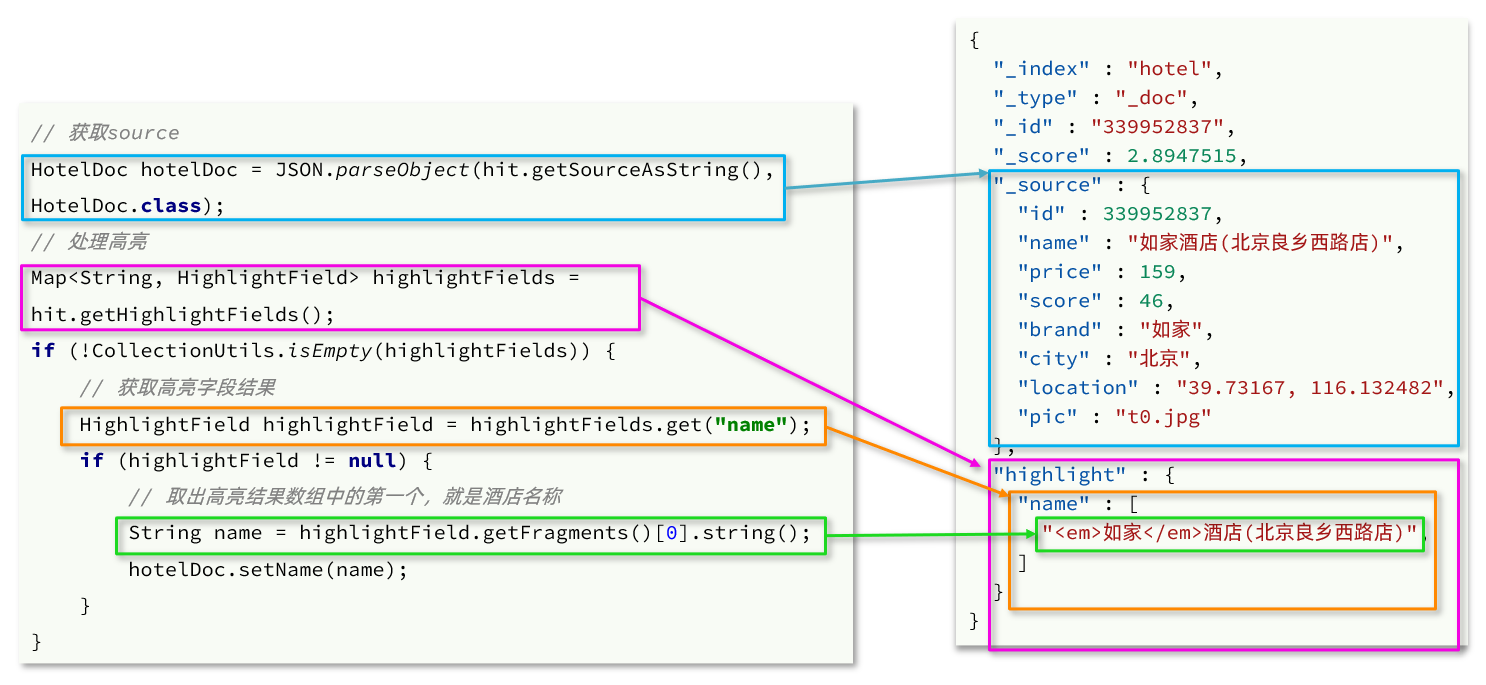 // 获取source
HotelDoc hotelDoc = JSON.parseObject(hit.getSourceAsString(),
HotelDoc.class);
// 处理高亮
Map<String, HighlightField> highlightFields =
hit.getHighlightFields();
if (!CollectionUtils.isEmpty(highlightFields)) {
    // 获取高亮字段结果
    HighlightField highlightField = highlightFields.get("name");
    if (highlightField != null) {
        // 取出高亮结果数组中的第一个，就是酒店名称
        String name = highlightField.getFragments()[0].string();
        hotelDoc.setName(name);
    }
}
{
  "_index" : "hotel",
  "_type" : "_doc",
  "_id" : "339952837",
  "_score" : 2.8947515,
  "_source" : {
    "id" : 339952837,
    "name" : "如家酒店(北京良乡西路店)",
    "price" : 159,
    "score" : 46,
    "brand" : "如家",
    "city" : "北京",
    "location" : "39.73167, 116.132482",
    "pic" : "t0.jpg"
  },
  "highlight" : {
    "name" : [
      "<em>如家</em>酒店(北京良乡西路店)",
    ]
  }
}